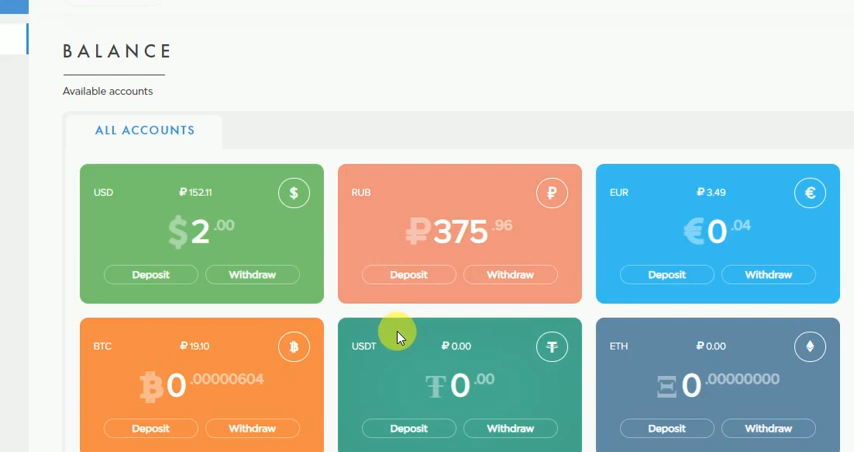 BALANCE
Available accounts
ALL ACCOUNTS
USD ₽ 152.11 $
$2.00
Deposit Withdraw
RUB ₽
₽375.96
Deposit Withdraw
EUR ₽ 3.49 €
€0.04
Deposit Withdraw
BTC ₽ 19.10 ₿
₿0.00000604
Deposit Withdraw
USDT ₽ 0.00 ₮
₮0.00
Deposit Withdraw
ETH ₽ 0.00
Ξ0.00000000
Deposit Withdraw